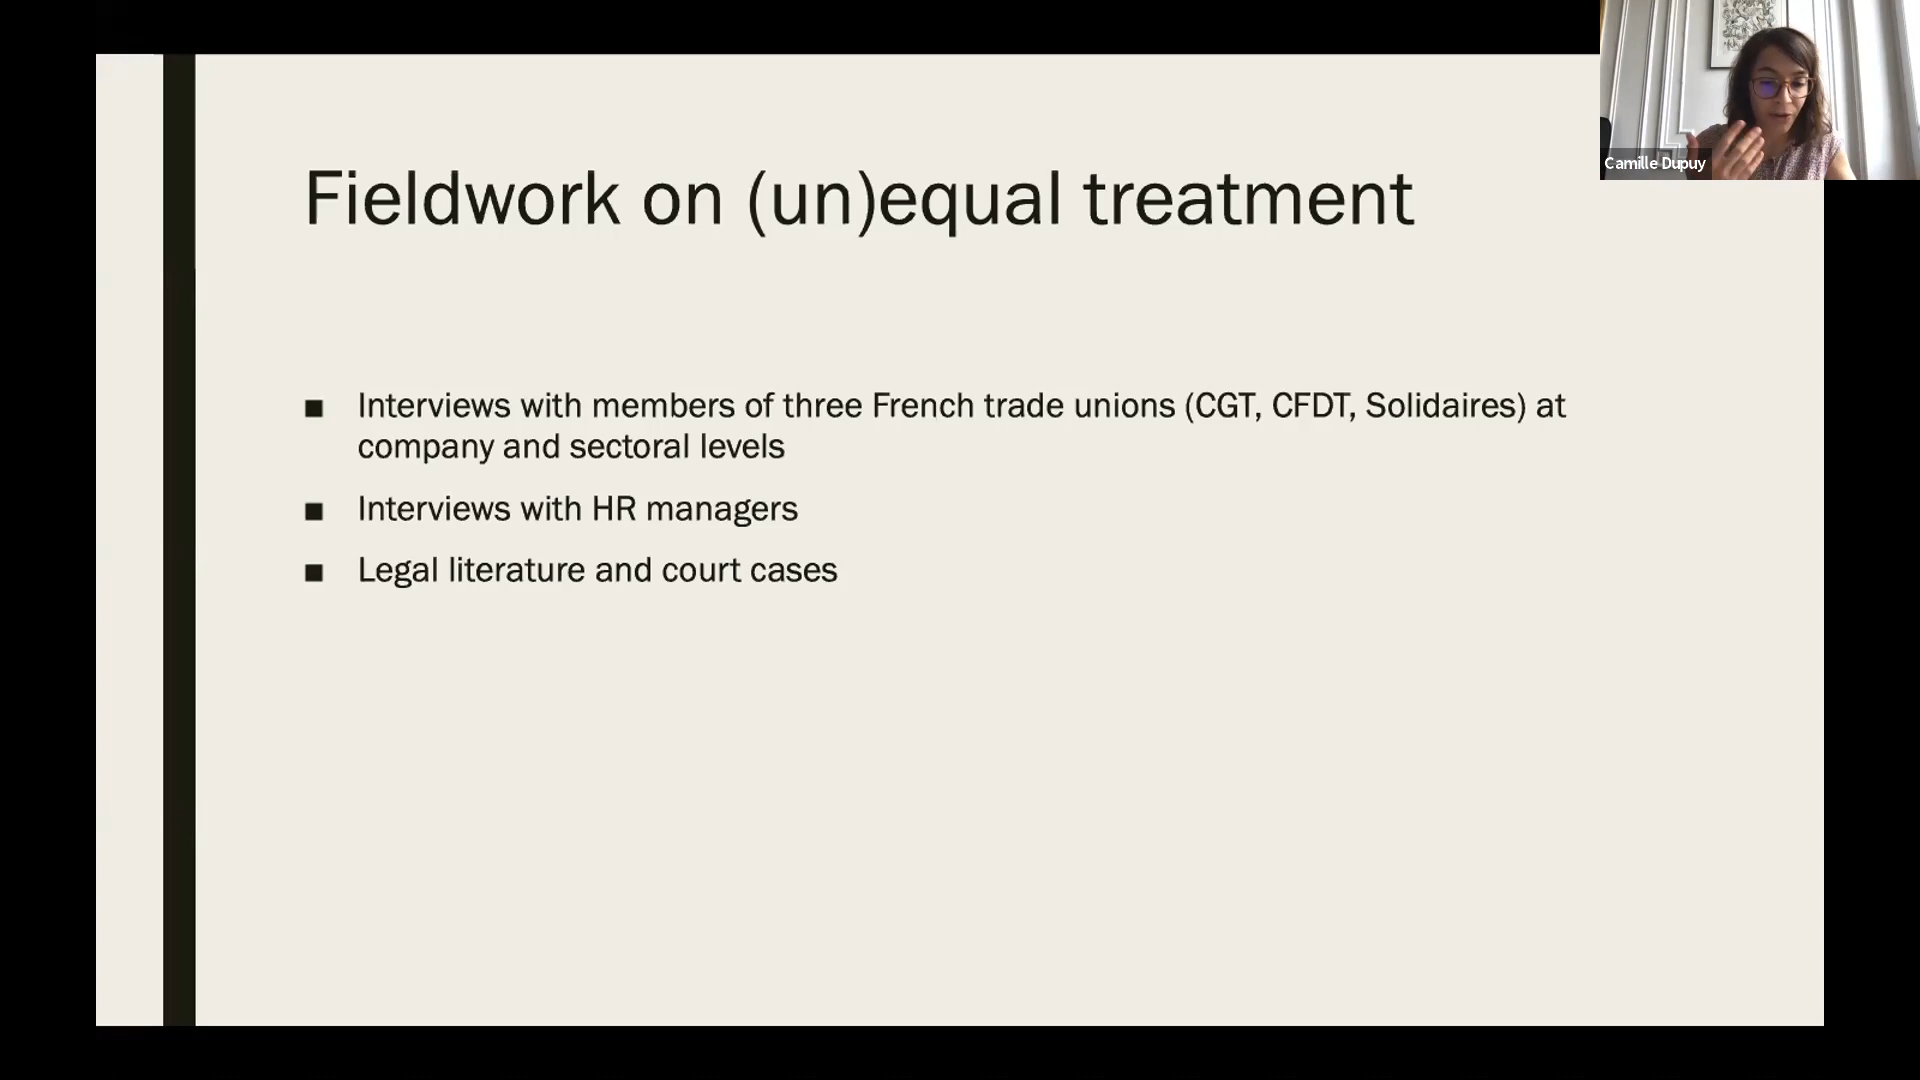 Camille Dupuy
Fieldwork on (un)equal treatment
■ Interviews with members of three French trade unions (CGT, CFDT, Solidaires) at
company and sectoral levels
■ Interviews with HR managers
■ Legal literature and court cases